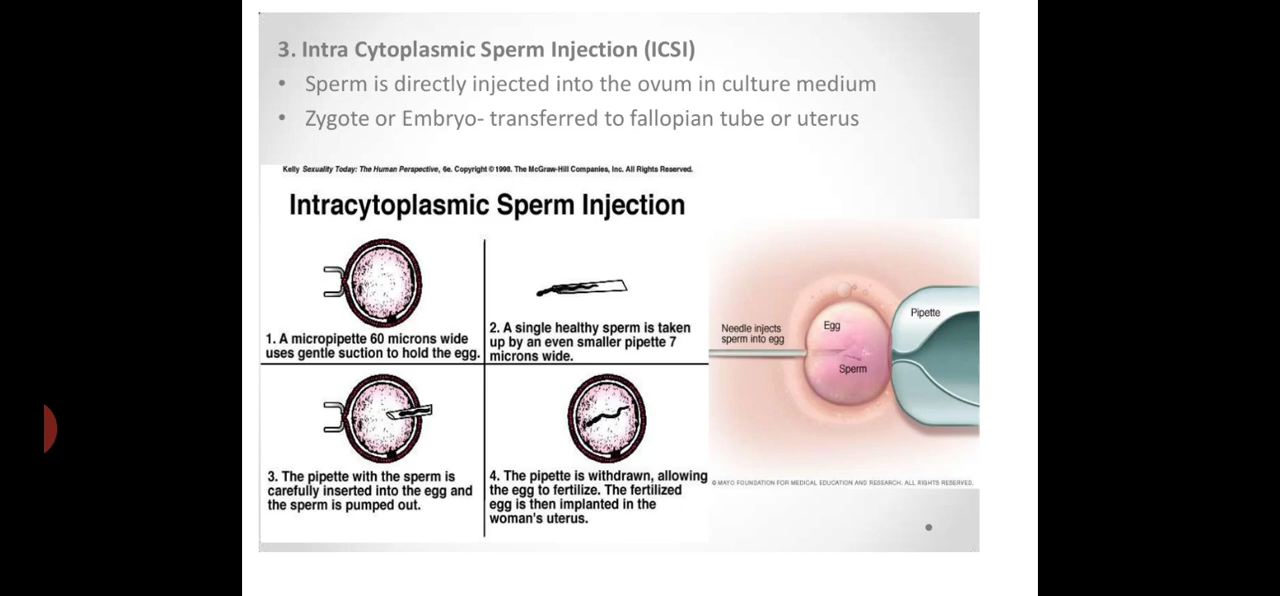 3. Intra Cytoplasmic Sperm Injection (ICSI)
• Sperm is directly injected into the ovum in culture medium
• Zygote or Embryo- transferred to fallopian tube or uterus
Kelly Sexuality Today: The Human Perspective, 6e. Copyright © 1998. The McGraw-Hill Companies, Inc. All Rights Reserved.
Intracytoplasmic Sperm Injection
1. A micropipette 60 microns wide
uses gentle suction to hold the egg.
2. A single healthy sperm is taken
up by an even smaller pipette 7
microns wide.
3. The pipette with the sperm is
carefully inserted into the egg and
the sperm is pumped out.
4. The pipette is withdrawn, allowing
the egg to fertilize. The fertilized
egg is then implanted in the
woman's uterus.
Needle injects
sperm into egg
Egg
Sperm
Pipette
© MAYO FOUNDATION FOR MEDICAL EDUCATION AND RESEARCH. ALL RIGHTS RESERVED.